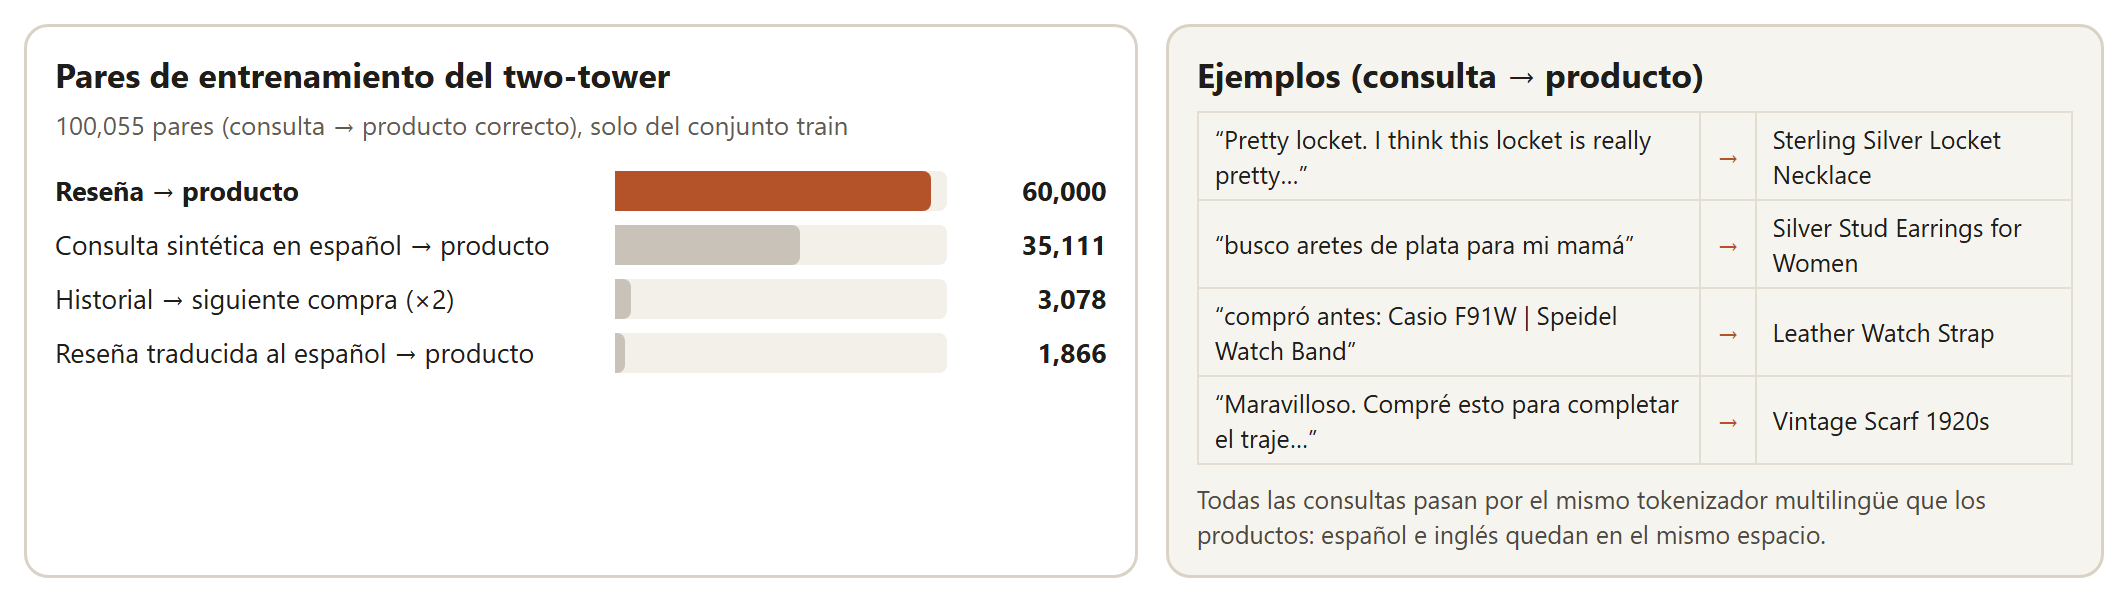 Pares de entrenamiento del two-tower
100,055 pares (consulta → producto correcto), solo del conjunto train
Reseña → producto 60,000
Consulta sintética en español → producto 35,111
Historial → siguiente compra (×2) 3,078
Reseña traducida al español → producto 1,866
Ejemplos (consulta → producto)
“Pretty locket. I think this locket is really
pretty…”
→
Sterling Silver Locket
Necklace
“busco aretes de plata para mi mamá”
→
Silver Stud Earrings for
Women
“compró antes: Casio F91W | Speidel
Watch Band”
→
Leather Watch Strap
“Maravilloso. Compré esto para completar
el traje…”
→
Vintage Scarf 1920s
Todas las consultas pasan por el mismo tokenizador multilingüe que los
productos: español e inglés quedan en el mismo espacio.